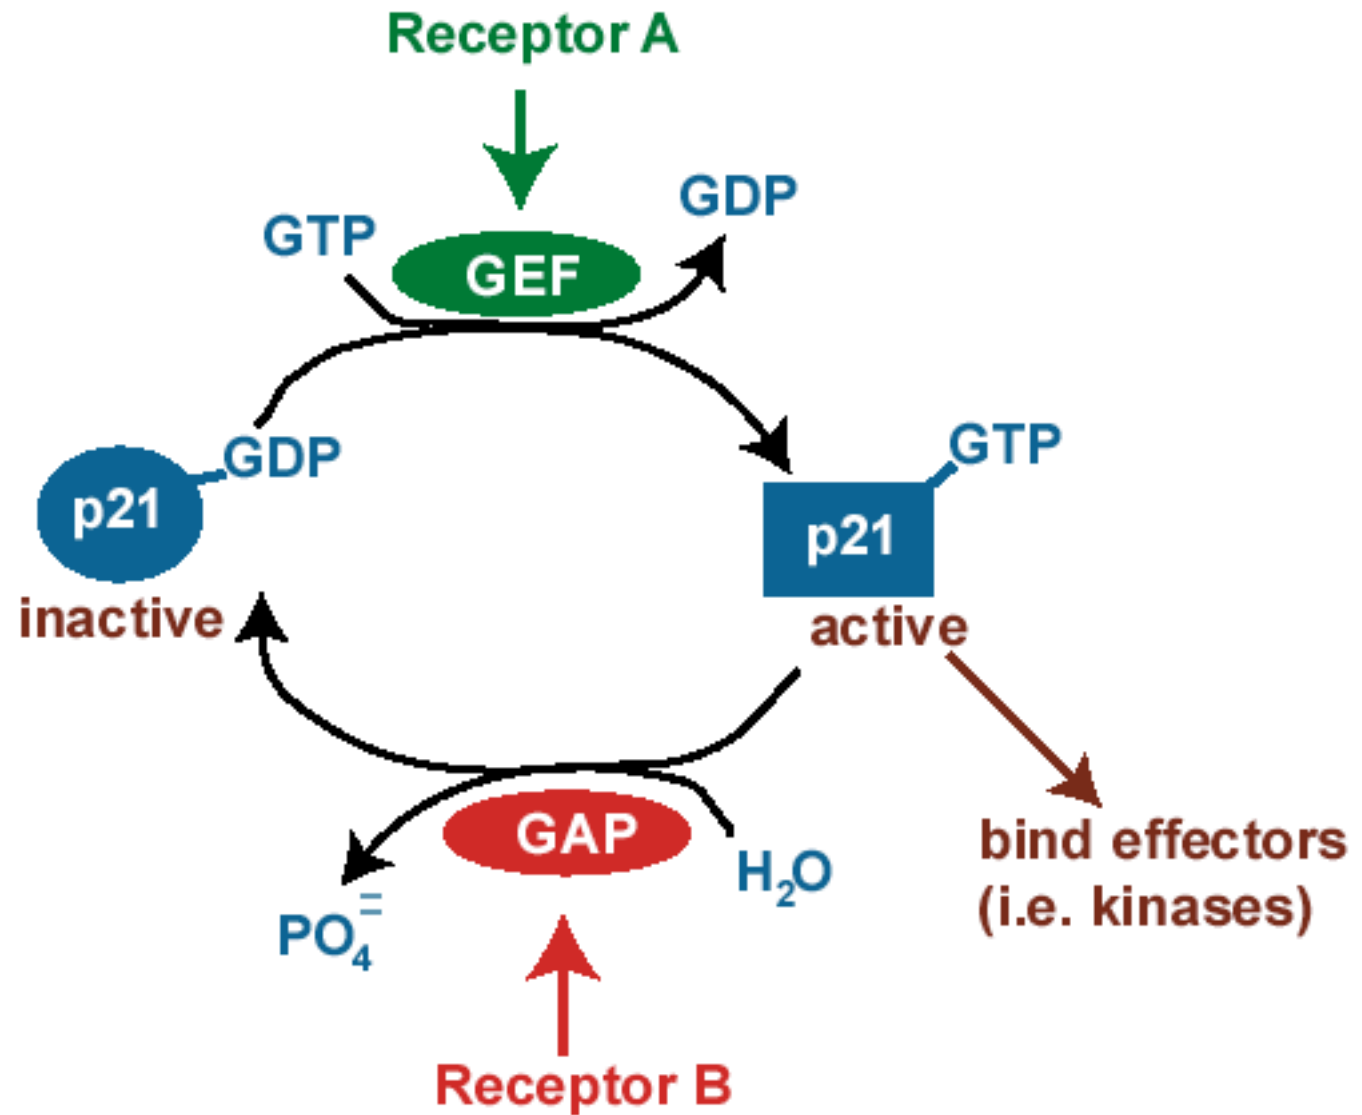 Receptor A
GTP
GEF
GDP
GDP
p21
inactive
GTP
p21
active
GAP
H₂O
PO₄⁼
bind effectors
(i.e. kinases)
Receptor B